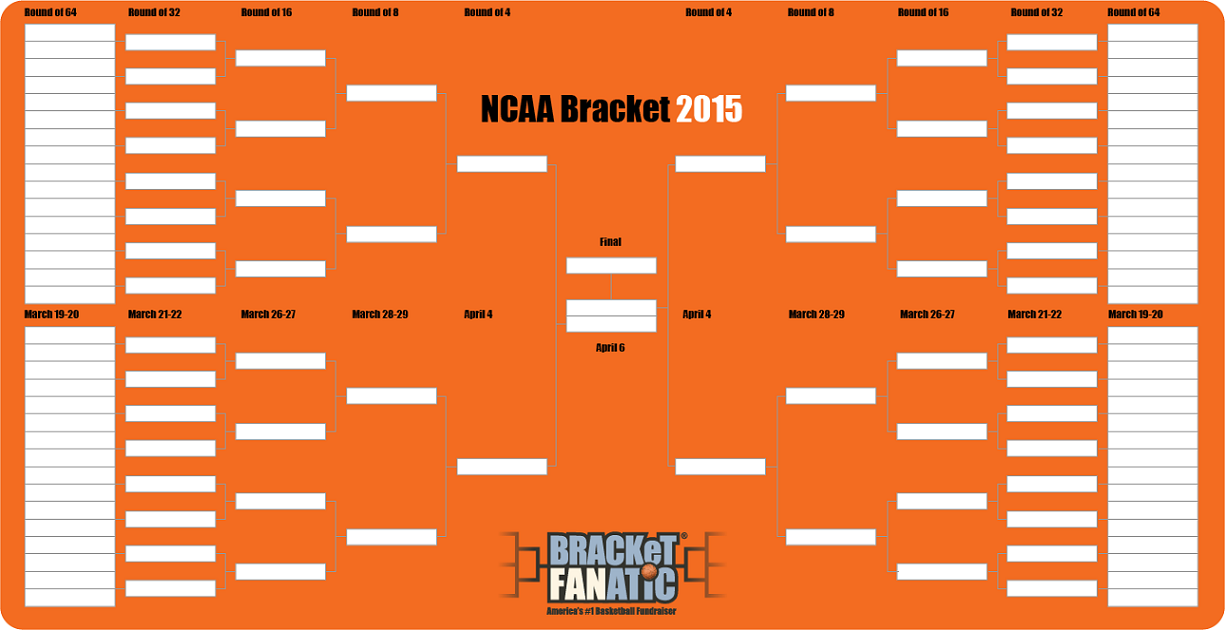 Round of 64 Round of 32 Round of 16 Round of 8 Round of 4 Round of 4 Round of 8 Round of 16 Round of 32 Round of 64
NCAA Bracket 2015
Final
March 19-20 March 21-22 March 26-27 March 28-29 April 4 April 4 March 28-29 March 26-27 March 21-22 March 19-20
April 6
BRACKeT®
FANATiC
America's #1 Basketball Fundraiser